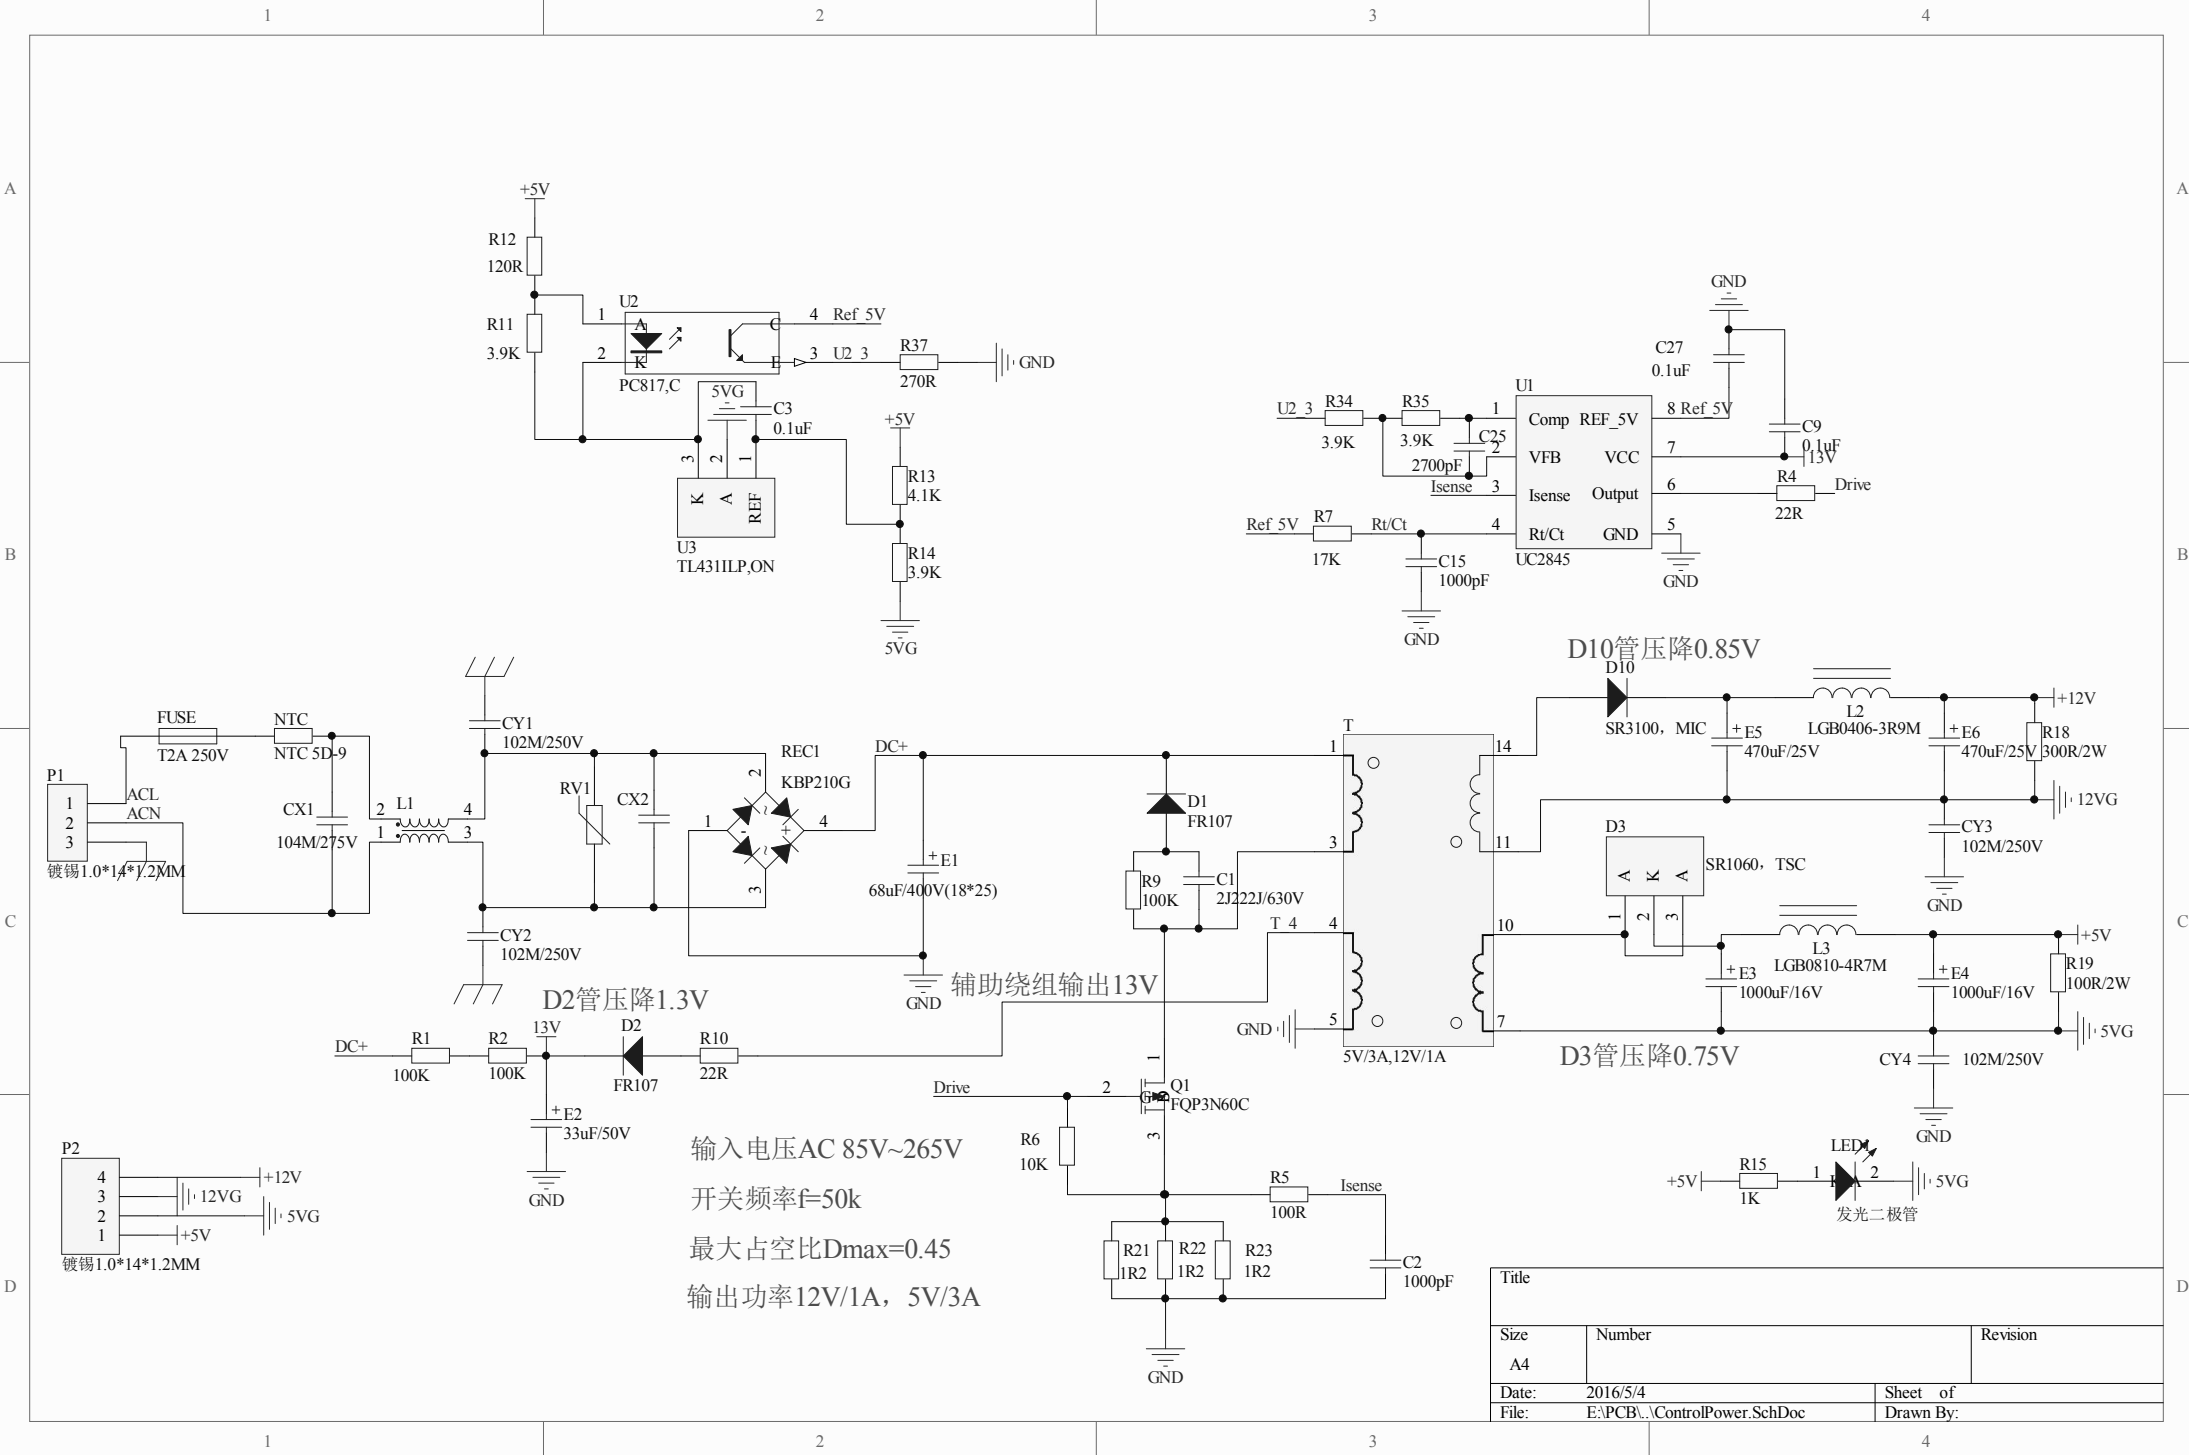 1 2 3 4
A A
+5V
R12
120R
R11
3.9K
U2
1 A C 4 Ref_5V
2 K E 3 U2_3
PC817,C
R37
270R
GND
5VG
C3
0.1uF
3 2 1
K A REF
U3
TL431ILP,ON
+5V
R13
4.1K
R14
3.9K
5VG
GND
C27
0.1uF
U1
U2_3 R34 R35 1 Comp REF_5V 8 Ref_5V
3.9K 3.9K
C25
2700pF
2 VFB VCC 7
C9
0.1uF
13V
Isense 3 Isense Output 6
R4
22R
Drive
Ref_5V R7 Rt/Ct 4 Rt/Ct GND 5
17K
C15
1000pF
UC2845
GND
GND
B B
D10管压降0.85V
D10
SR3100，MIC
E5
470uF/25V
L2
LGB0406-3R9M
E6
470uF/25V
+12V
R18
300R/2W
12VG
CY3
102M/250V
GND
FUSE
T2A 250V
NTC
NTC 5D-9
P1
1 ACL
2 ACN
3
镀锡1.0*14*1.2MM
CX1
104M/275V
2 L1 4
1 3
CY1
102M/250V
CY2
102M/250V
RV1
CX2
REC1
KBP210G
2
1 - + 4
3
~
~
DC+
E1
68uF/400V(18*25)
GND
D1
FR107
R9
100K
C1
2J222J/630V
T
1 14
3 11
T_4 4 10
GND 5 7
5V/3A,12V/1A
D3
A K A
1 2 3
SR1060，TSC
E3
1000uF/16V
L3
LGB0810-4R7M
E4
1000uF/16V
+5V
R19
100R/2W
5VG
CY4 102M/250V
GND
D3管压降0.75V
C C
辅助绕组输出13V
D2管压降1.3V
DC+ R1 R2 13V D2 R10
100K 100K FR107 22R
E2
33uF/50V
GND
Drive 2 1
G D
Q1
FQP3N60C
3
R6
10K
R5
100R
Isense
R21
1R2
R22
1R2
R23
1R2
C2
1000pF
GND
P2
4 +12V
3 12VG
2 5VG
1 +5V
镀锡1.0*14*1.2MM
输入电压AC 85V~265V
开关频率f=50k
最大占空比Dmax=0.45
输出功率12V/1A，5V/3A
LED1
+5V R15 1 2 5VG
1K
K A
发光二极管
D D
Title
Size Number Revision
A4
Date: 2016/5/4 Sheet of
File: E:\PCB\..\ControlPower.SchDoc Drawn By:
1 2 3 4